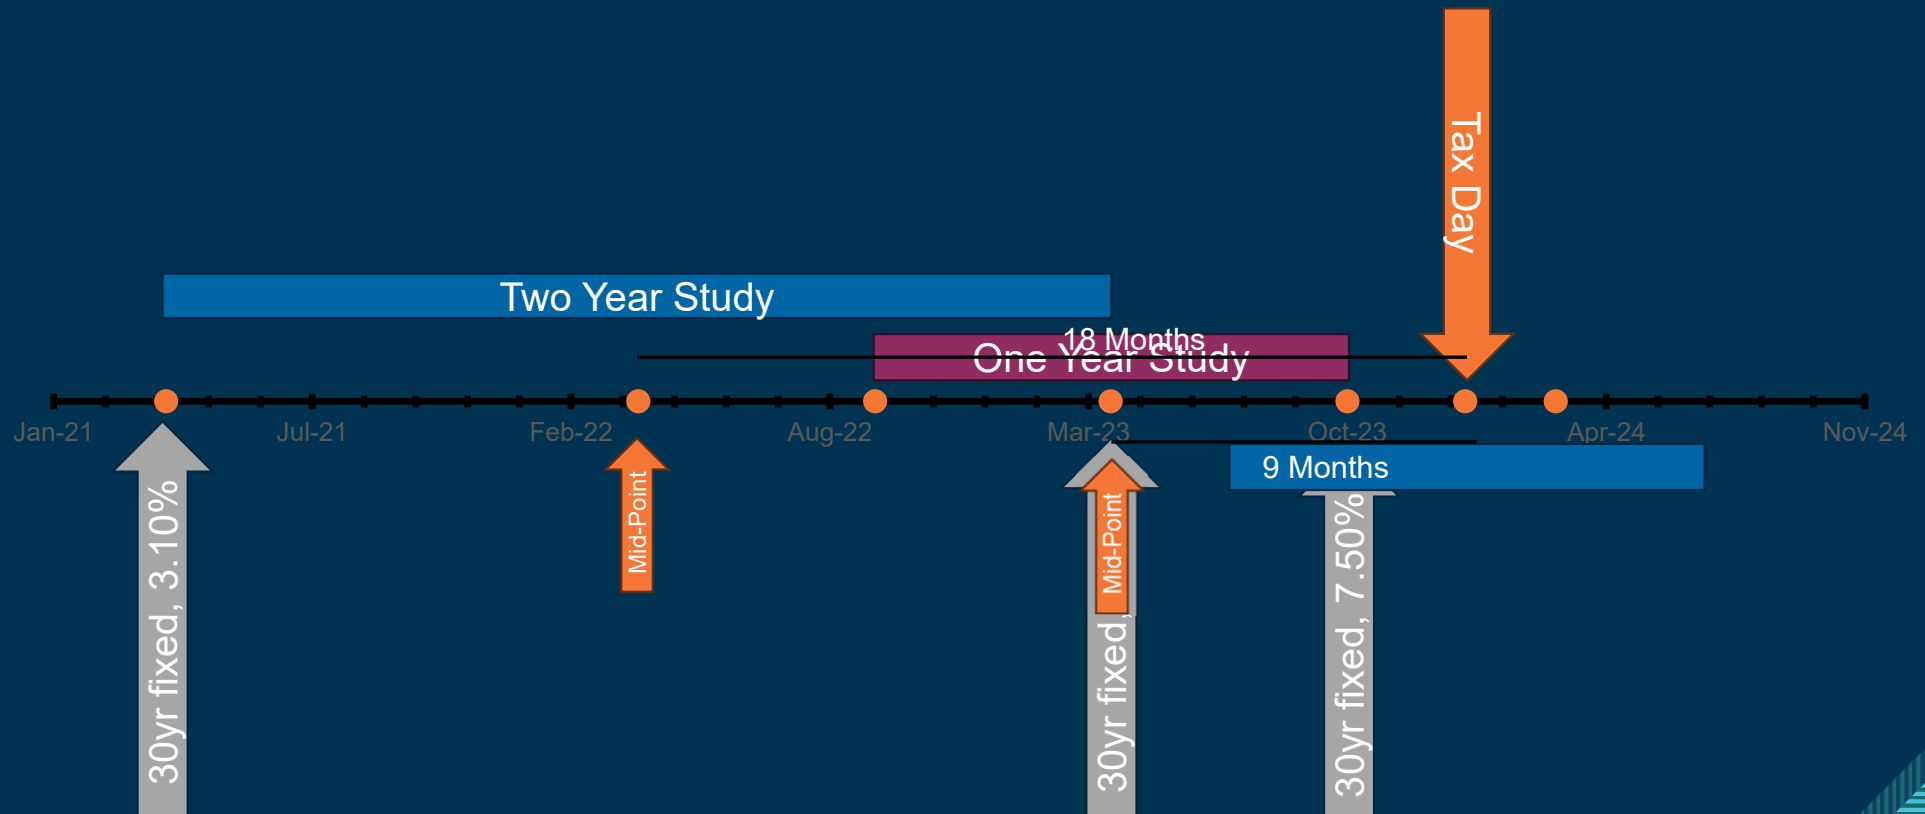 Tax Day
Two Year Study
18 Months
One Year Study
Jan-21
Jul-21
Feb-22
Aug-22
Mar-23
Oct-23
Apr-24
Nov-24
9 Months
Mid-Point
Mid-Point
30yr fixed, 3.10%
30yr fixed,
30yr fixed, 7.50%